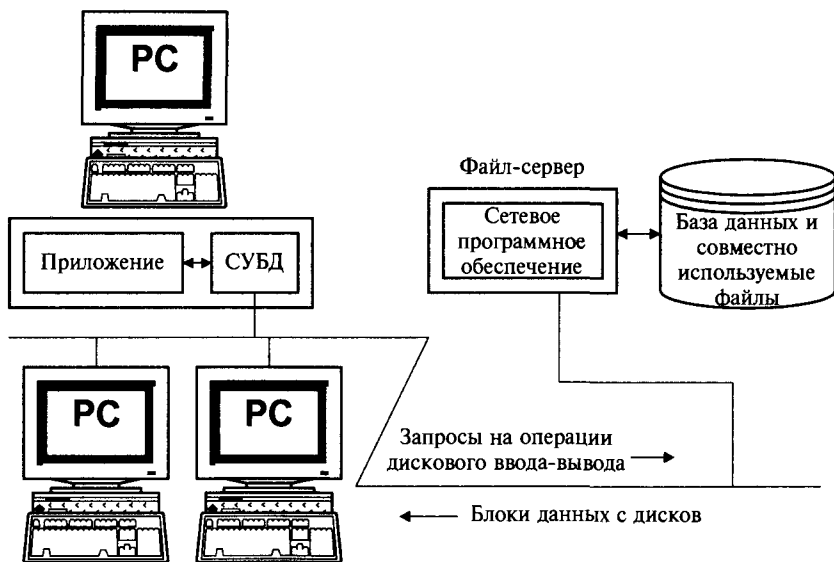 PC
Файл-сервер
Приложение
СУБД
Сетевое
программное
обеспечение
База данных и
совместно
используемые
файлы
PC
PC
Запросы на операции
дискового ввода-вывода
Блоки данных с дисков